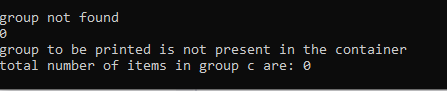 group not found
0
group to be printed is not present in the container
total number of items in group c are: 0